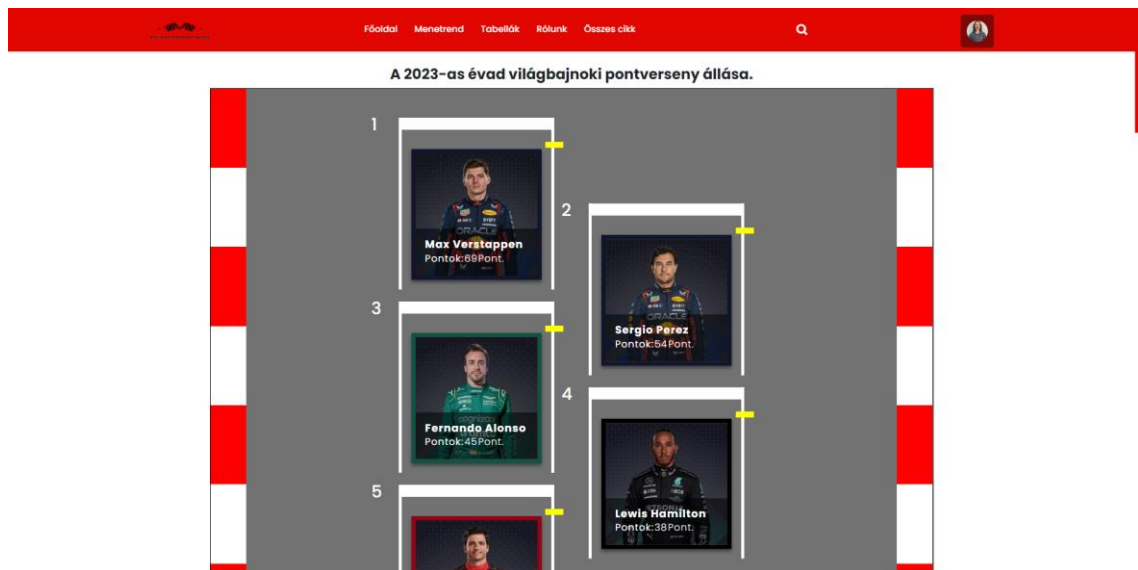 Főoldal Menetrend Tabellák Rólunk Összes cikk
A 2023-as évad világbajnoki pontverseny állása.
1
Max Verstappen
Pontok:69Pont.
2
Sergio Perez
Pontok:54Pont.
3
Fernando Alonso
Pontok:45Pont.
4
Lewis Hamilton
Pontok:38Pont.
5